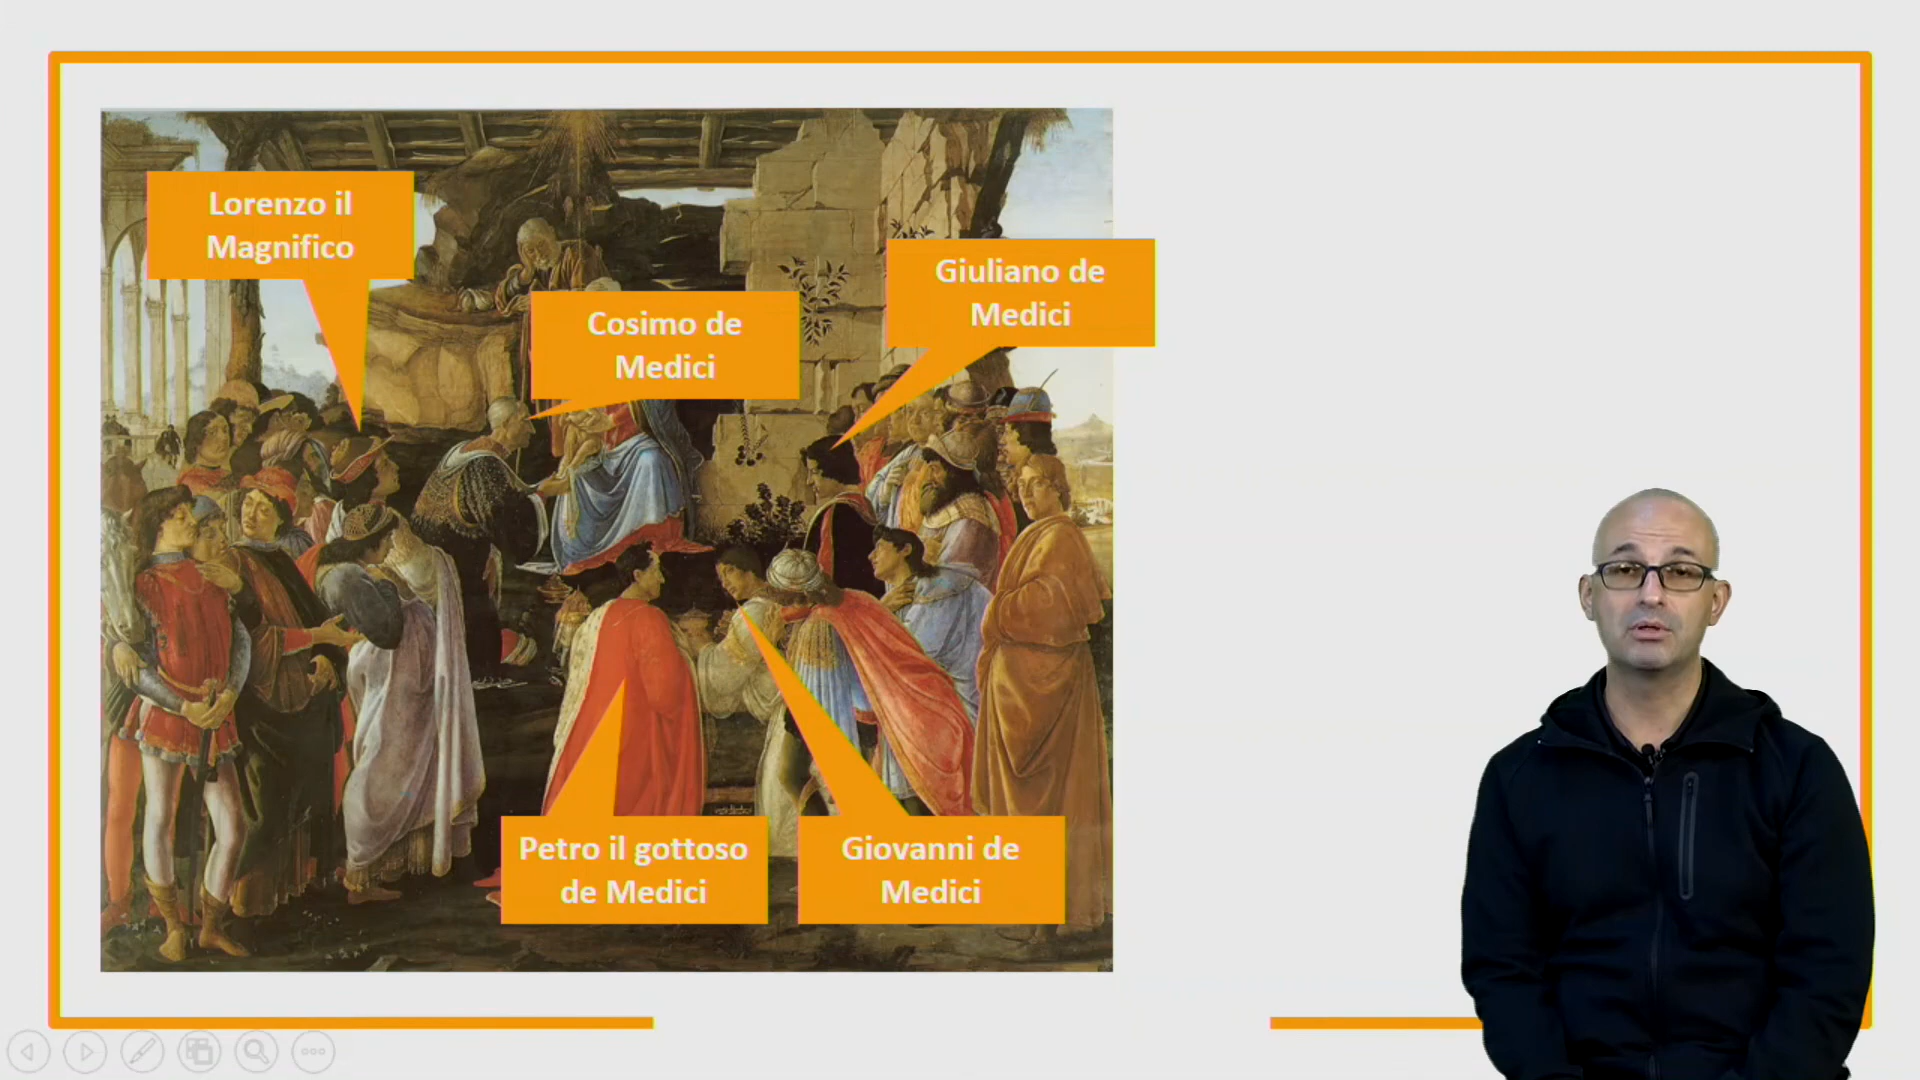 Lorenzo il
Magnifico
Cosimo de
Medici
Giuliano de
Medici
Petro il gottoso
de Medici
Giovanni de
Medici